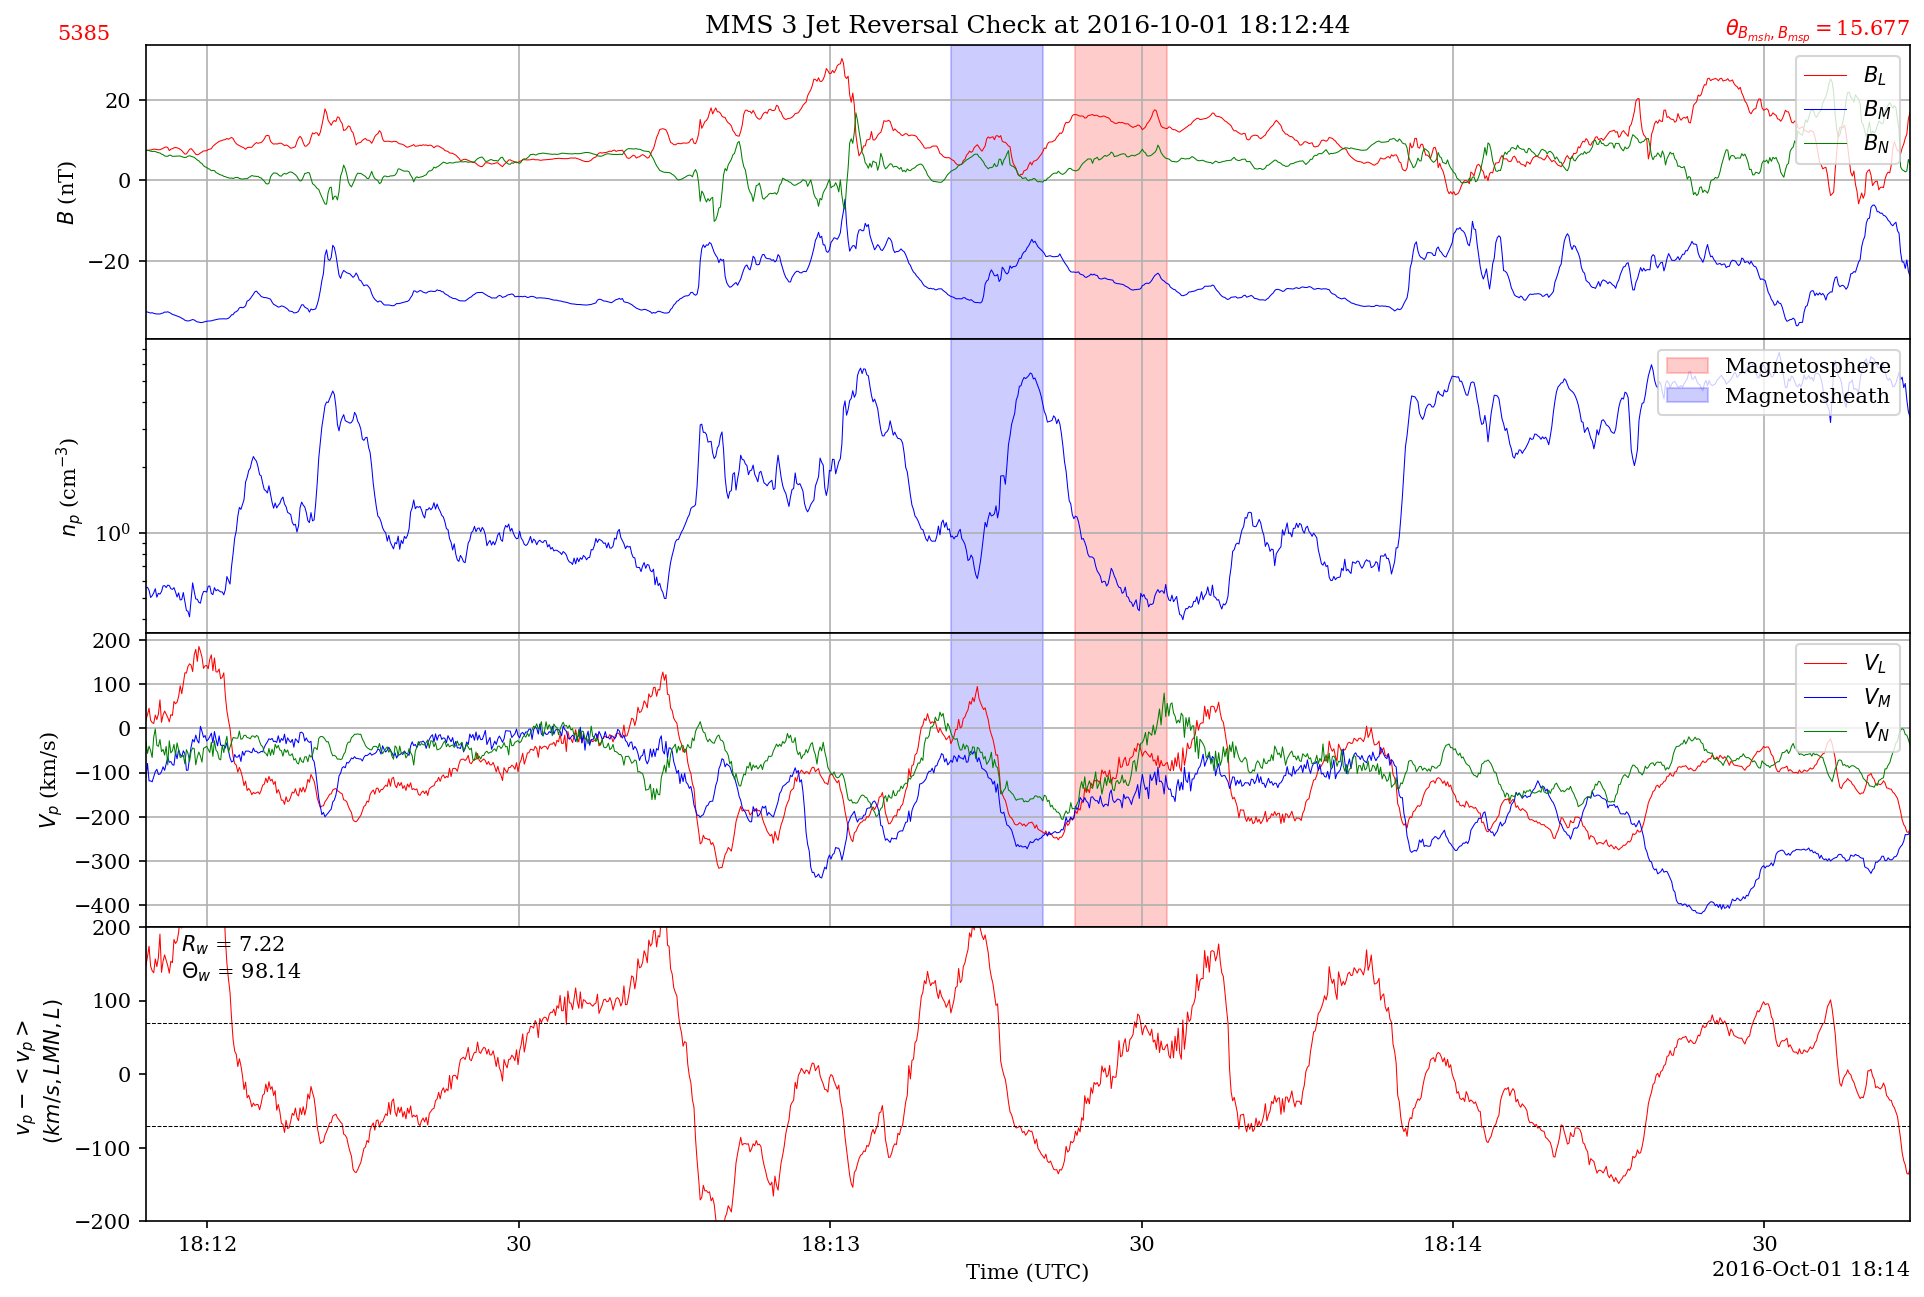 5385
MMS 3 Jet Reversal Check at 2016-10-01 18:12:44
θ_{B_{msh}, B_{msp}} = 15.677
B (nT)
20
0
−20
B_L
B_M
B_N
n_p (cm^{−3})
10^0
Magnetosphere
Magnetosheath
V_p (km/s)
200
100
0
−100
−200
−300
−400
V_L
V_M
V_N
v_p − < v_p >
(km/s, LMN, L)
200
100
0
−100
−200
R_w = 7.22
Θ_w = 98.14
18:12
30
18:13
30
18:14
30
Time (UTC)
2016-Oct-01 18:14